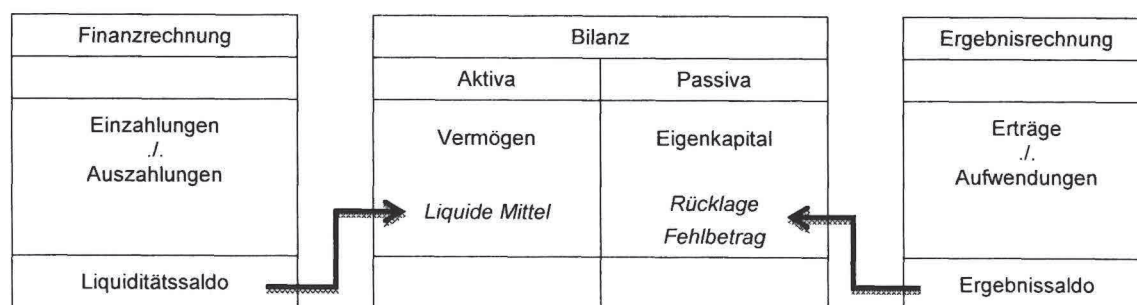 Finanzrechnung
Einzahlungen
./.
Auszahlungen
Liquiditätssaldo
Bilanz
Aktiva
Passiva
Vermögen
Eigenkapital
Liquide Mittel
Rücklage
Fehlbetrag
Ergebnisrechnung
Erträge
./.
Aufwendungen
Ergebnissaldo